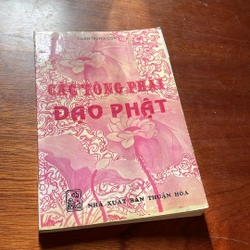 CÁC TÔNG PHÁI
ĐẠO PHẬT
NHÀ XUẤT BẢN THUẬN HÓA